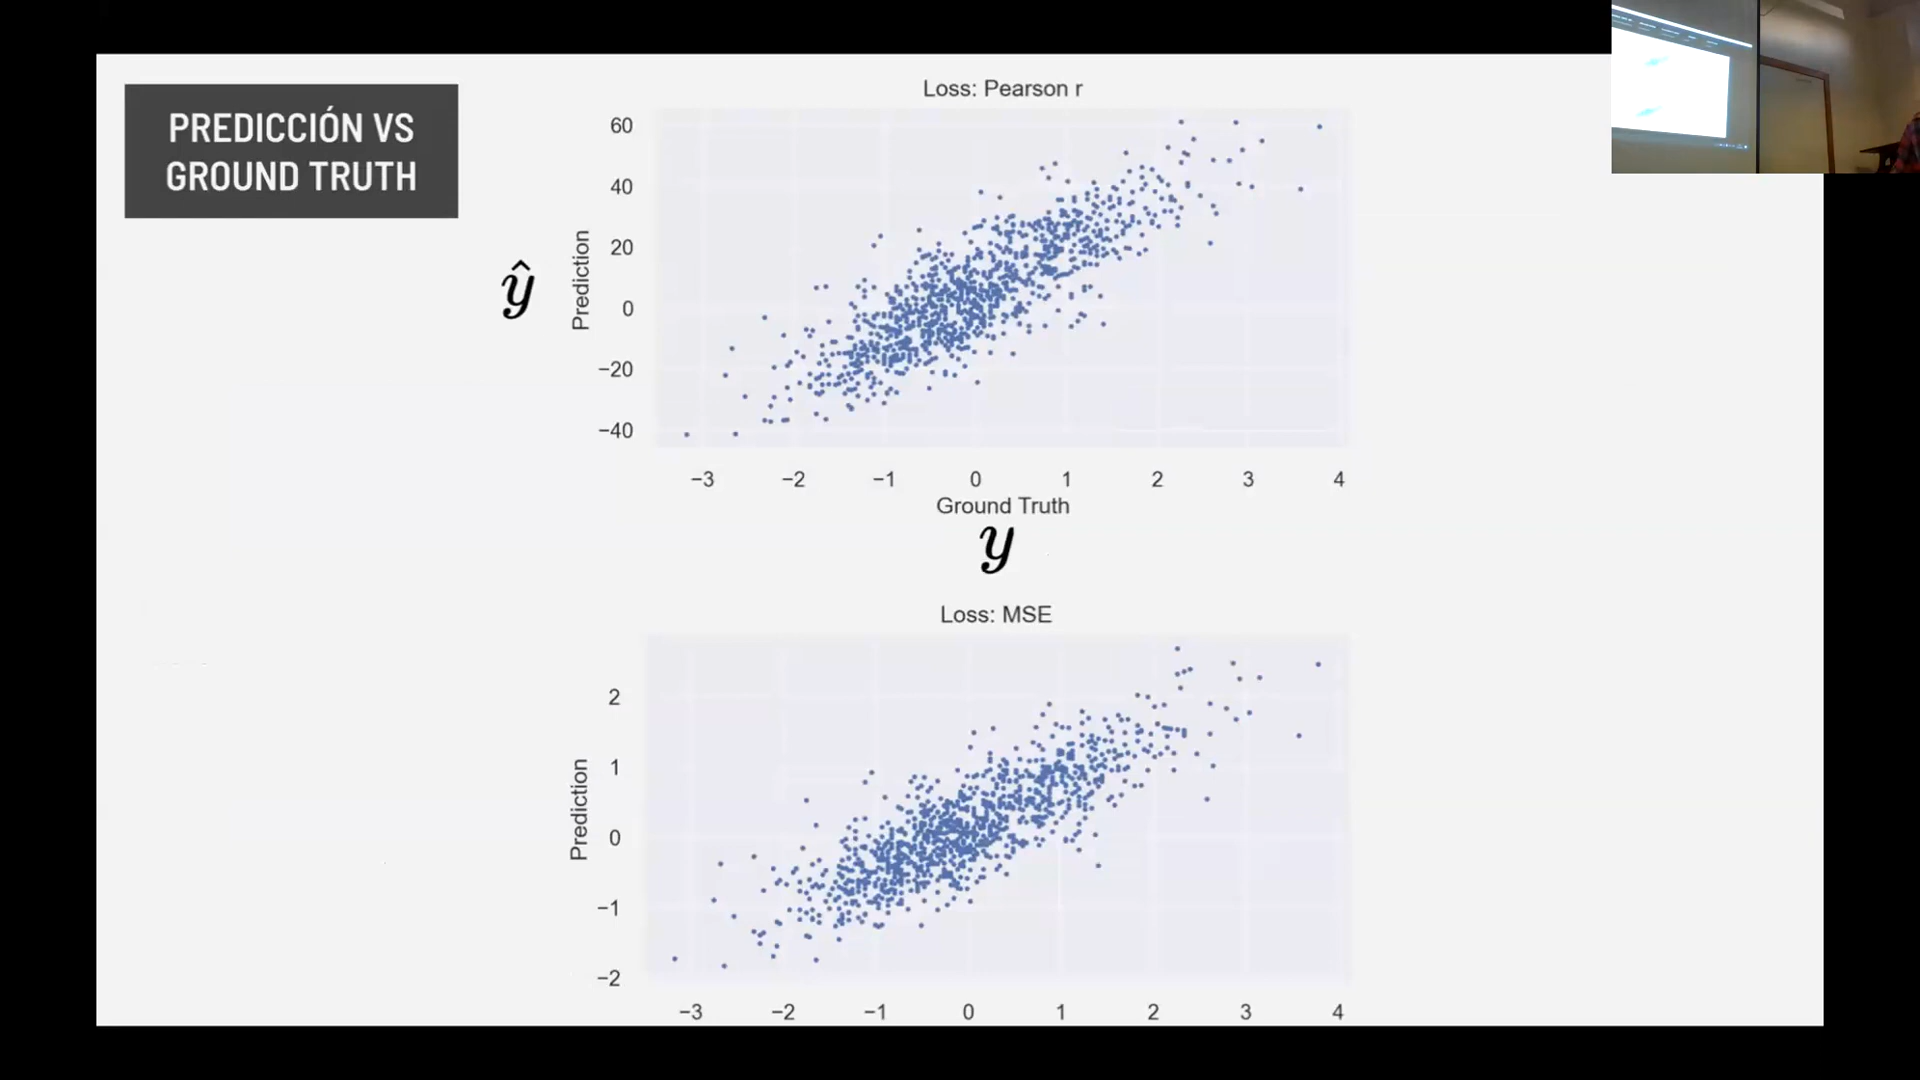 PREDICCIÓN VS
GROUND TRUTH
Loss: Pearson r
60
40
20
0
−20
−40
Prediction
ŷ
−3 −2 −1 0 1 2 3 4
Ground Truth
y
Loss: MSE
2
1
0
−1
−2
Prediction
−3 −2 −1 0 1 2 3 4